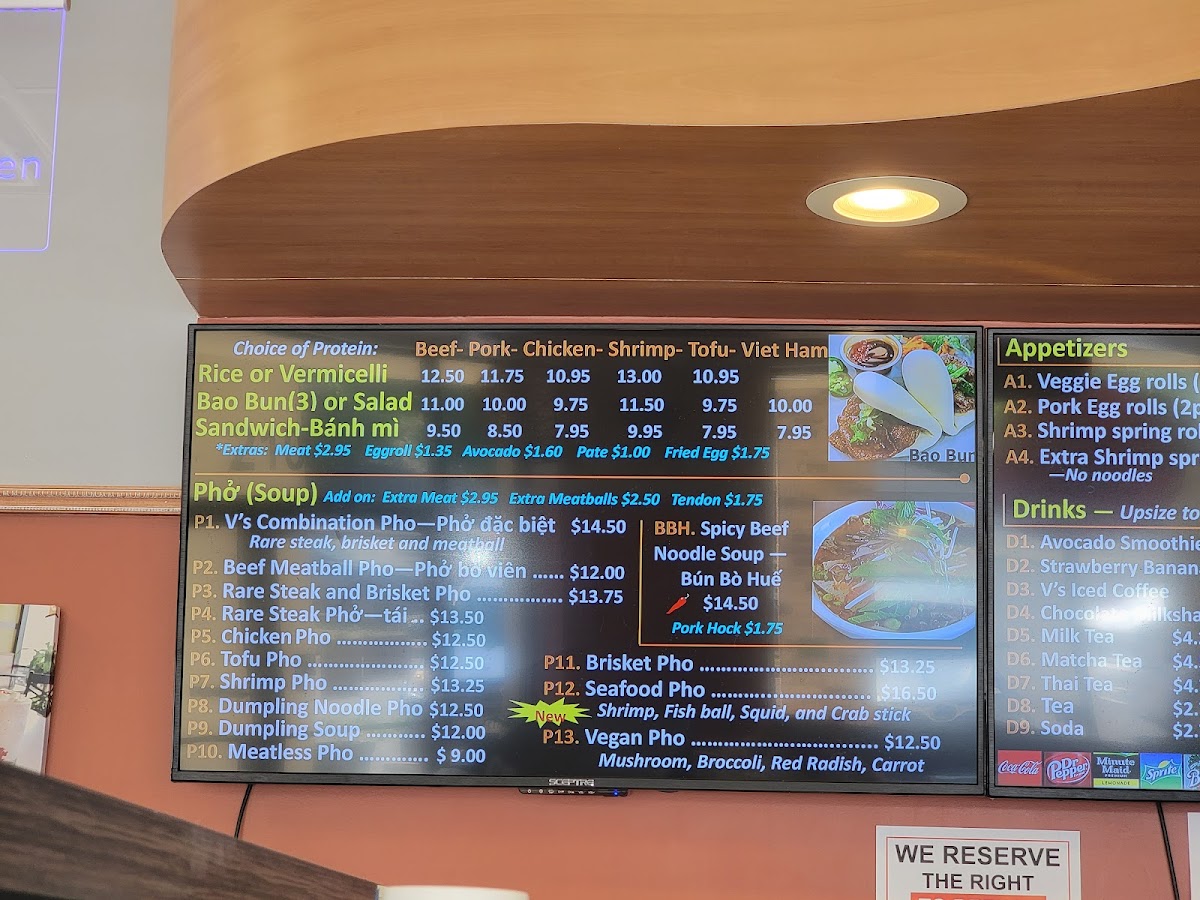 en
Choice of Protein: Beef- Pork- Chicken- Shrimp- Tofu- Viet Ham
Rice or Vermicelli 12.50 11.75 10.95 13.00 10.95
Bao Bun(3) or Salad 11.00 10.00 9.75 11.50 9.75 10.00
Sandwich-Bánh mì 9.50 8.50 7.95 9.95 7.95 7.95
*Extras: Meat $2.95 Eggroll $1.35 Avocado $1.60 Pate $1.00 Fried Egg $1.75
Bao Bun
Phở (Soup) Add on: Extra Meat $2.95 Extra Meatballs $2.50 Tendon $1.75
P1. V's Combination Pho—Phở đặc biệt $14.50
Rare steak, brisket and meatball
P2. Beef Meatball Pho—Phở bò viên ...... $12.00
P3. Rare Steak and Brisket Pho ................. $13.75
P4. Rare Steak Phở—tái .. $13.50
P5. Chicken Pho ................. $12.50
P6. Tofu Pho ...................... $12.50
P7. Shrimp Pho ................. $13.25
P8. Dumpling Noodle Pho $12.50
P9. Dumpling Soup ........... $12.00
P10. Meatless Pho ............. $ 9.00
BBH. Spicy Beef
Noodle Soup —
Bún Bò Huế
$14.50
Pork Hock $1.75
P11. Brisket Pho ................................ $13.25
P12. Seafood Pho ............................. $16.50
Shrimp, Fish ball, Squid, and Crab stick
New
P13. Vegan Pho ................................. $12.50
Mushroom, Broccoli, Red Radish, Carrot
SCEPTRE
Appetizers
A1. Veggie Egg rolls (
A2. Pork Egg rolls (2p
A3. Shrimp spring rol
A4. Extra Shrimp spr
—No noodles
Drinks — Upsize to
D1. Avocado Smoothie
D2. Strawberry Banan
D3. V's Iced Coffee
D4. Chocolate Milksha
D5. Milk Tea $4.
D6. Matcha Tea $4.
D7. Thai Tea $4.
D8. Tea $2.
D9. Soda $2.
Coca-Cola Dr Pepper Minute Maid LEMONADE Sprite
WE RESERVE
THE RIGHT